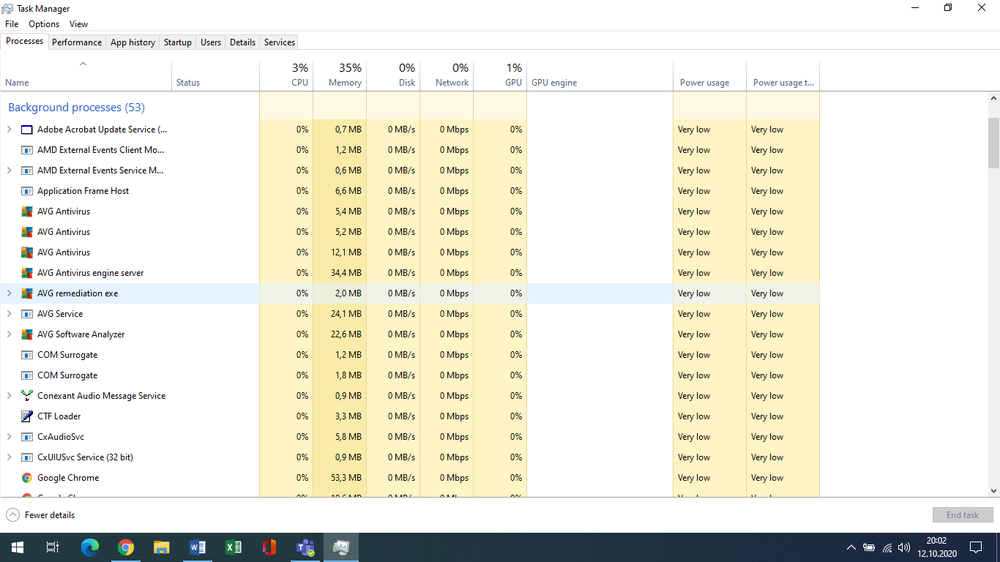 Task Manager
File Options View
Processes Performance App history Startup Users Details Services
3% 35% 0% 0% 1%
Name Status CPU Memory Disk Network GPU GPU engine Power usage Power usage t...
Background processes (53)
Adobe Acrobat Update Service (... 0% 0,7 MB 0 MB/s 0 Mbps 0% Very low Very low
AMD External Events Client Mo... 0% 1,2 MB 0 MB/s 0 Mbps 0% Very low Very low
AMD External Events Service M... 0% 0,6 MB 0 MB/s 0 Mbps 0% Very low Very low
Application Frame Host 0% 6,6 MB 0 MB/s 0 Mbps 0% Very low Very low
AVG Antivirus 0% 5,4 MB 0 MB/s 0 Mbps 0% Very low Very low
AVG Antivirus 0% 5,2 MB 0 MB/s 0 Mbps 0% Very low Very low
AVG Antivirus 0% 12,1 MB 0 MB/s 0 Mbps 0% Very low Very low
AVG Antivirus engine server 0% 34,4 MB 0 MB/s 0 Mbps 0% Very low Very low
AVG remediation exe 0% 2,0 MB 0 MB/s 0 Mbps 0% Very low Very low
AVG Service 0% 24,1 MB 0 MB/s 0 Mbps 0% Very low Very low
AVG Software Analyzer 0% 22,6 MB 0 MB/s 0 Mbps 0% Very low Very low
COM Surrogate 0% 1,2 MB 0 MB/s 0 Mbps 0% Very low Very low
COM Surrogate 0% 1,8 MB 0 MB/s 0 Mbps 0% Very low Very low
Conexant Audio Message Service 0% 0,9 MB 0 MB/s 0 Mbps 0% Very low Very low
CTF Loader 0% 3,3 MB 0 MB/s 0 Mbps 0% Very low Very low
CxAudioSvc 0% 5,8 MB 0 MB/s 0 Mbps 0% Very low Very low
CxUIUSvc Service (32 bit) 0% 0,9 MB 0 MB/s 0 Mbps 0% Very low Very low
Google Chrome 0% 53,3 MB 0 MB/s 0 Mbps 0% Very low Very low
Fewer details End task
20:02
12.10.2020